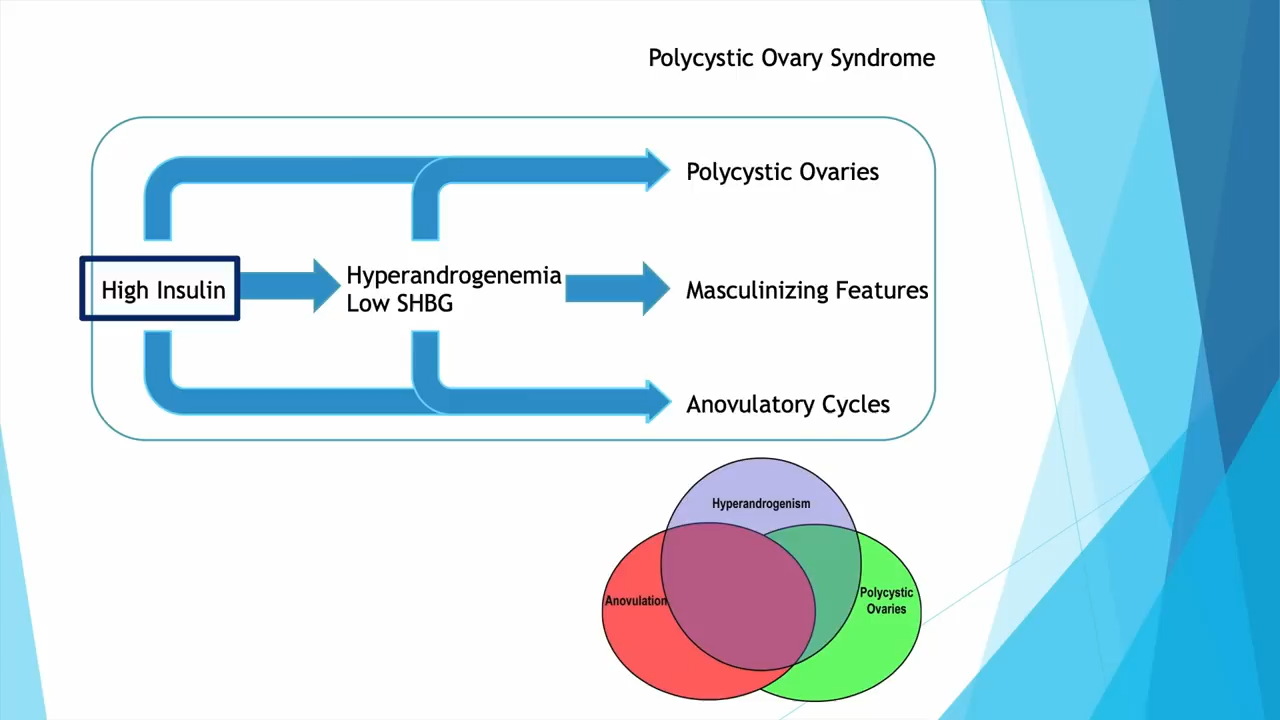 Polycystic Ovary Syndrome
Polycystic Ovaries
High Insulin
Hyperandrogenemia
Low SHBG
Masculinizing Features
Anovulatory Cycles
Hyperandrogenism
Anovulation
Polycystic
Ovaries